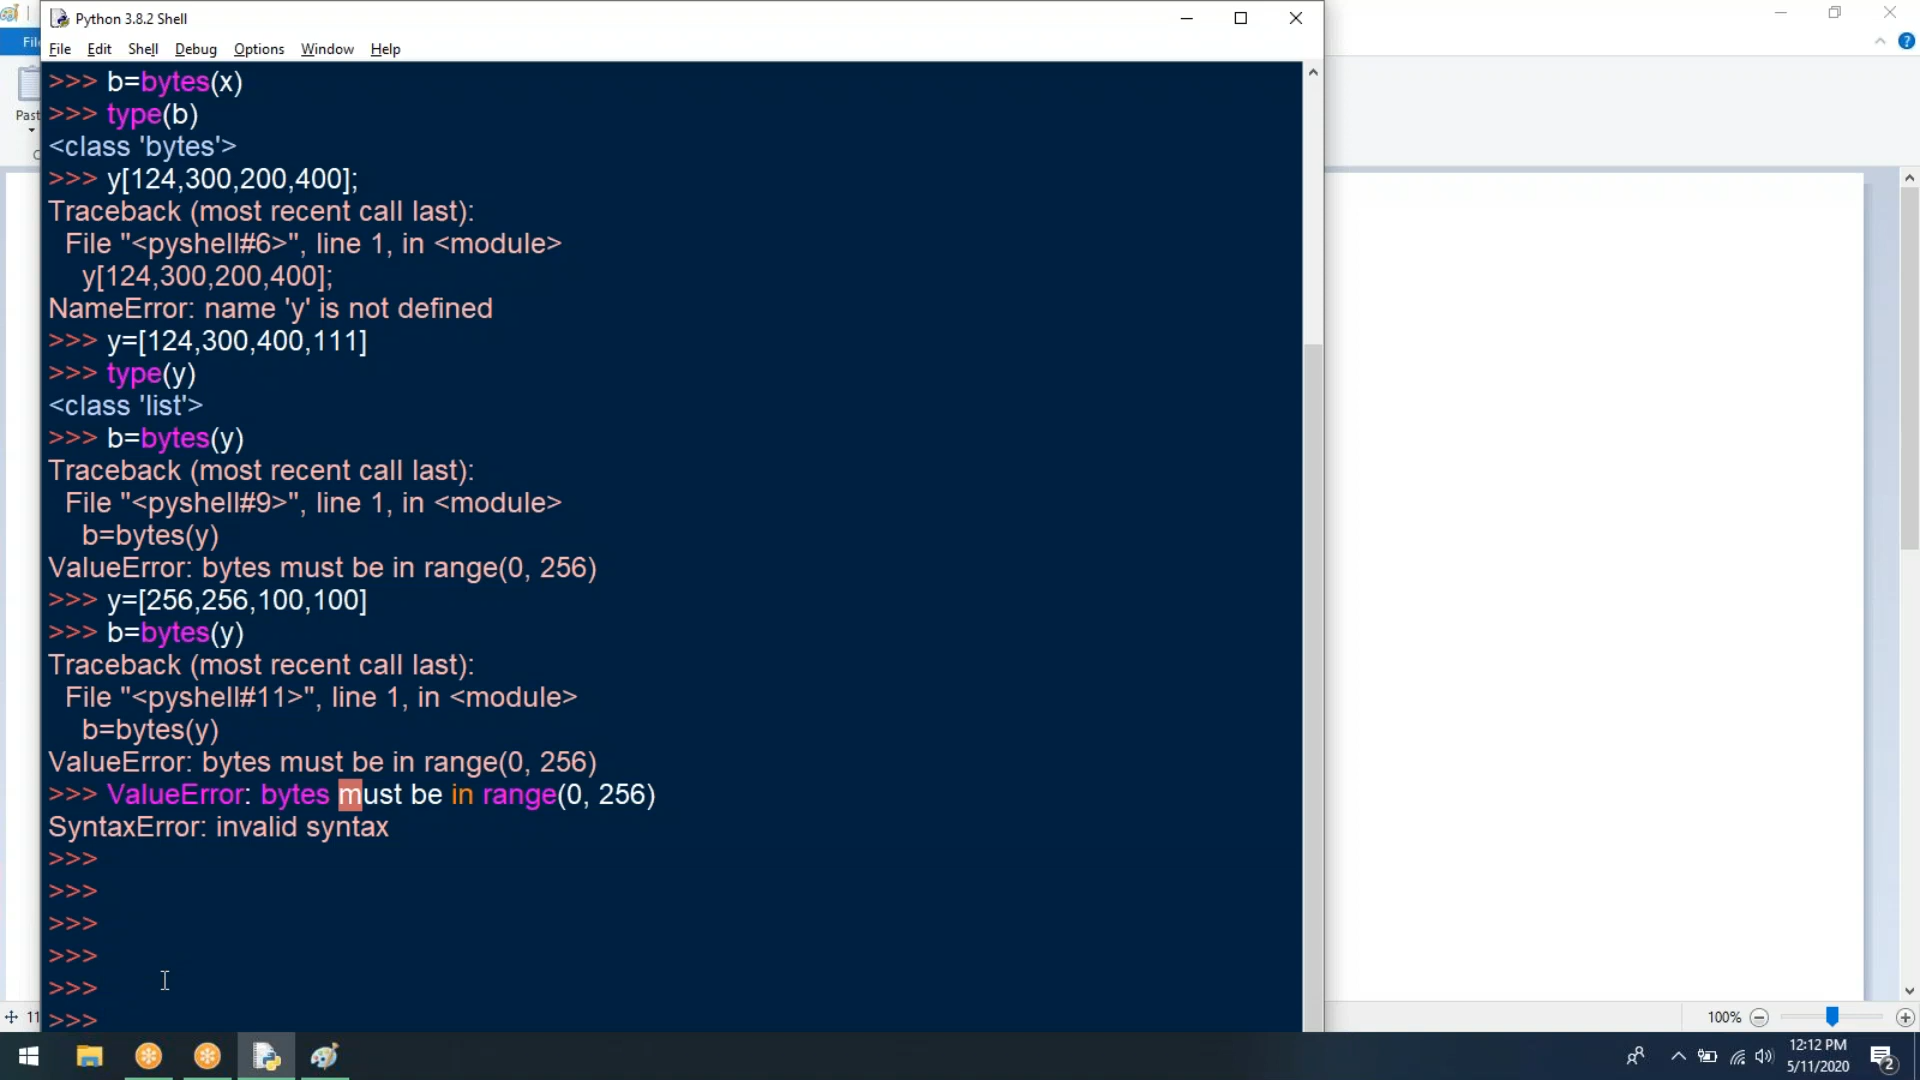 Python 3.8.2 Shell
File Edit Shell Debug Options Window Help
>>> b=bytes(x)
>>> type(b)
<class 'bytes'>
>>> y[124,300,200,400];
Traceback (most recent call last):
  File "<pyshell#6>", line 1, in <module>
    y[124,300,200,400];
NameError: name 'y' is not defined
>>> y=[124,300,400,111]
>>> type(y)
<class 'list'>
>>> b=bytes(y)
Traceback (most recent call last):
  File "<pyshell#9>", line 1, in <module>
    b=bytes(y)
ValueError: bytes must be in range(0, 256)
>>> y=[256,256,100,100]
>>> b=bytes(y)
Traceback (most recent call last):
  File "<pyshell#11>", line 1, in <module>
    b=bytes(y)
ValueError: bytes must be in range(0, 256)
>>> ValueError: bytes must be in range(0, 256)
SyntaxError: invalid syntax
>>>
>>>
>>>
>>>
>>>
>>>
100%
12:12 PM
5/11/2020
2